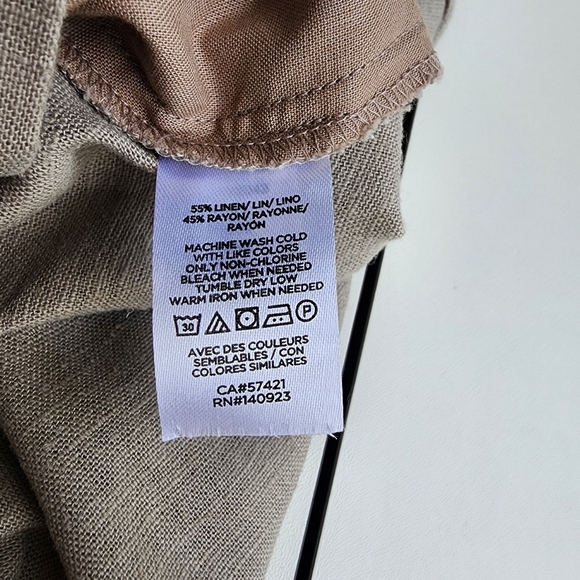 55% LINEN/ LIN/ LINO
45% RAYON/ RAYONNE/
RAYÓN
MACHINE WASH COLD
WITH LIKE COLORS
ONLY NON-CHLORINE
BLEACH WHEN NEEDED
TUMBLE DRY LOW
WARM IRON WHEN NEEDED
30 P
AVEC DES COULEURS
SEMBLABLES / CON
COLORES SIMILARES
CA#57421
RN#140923